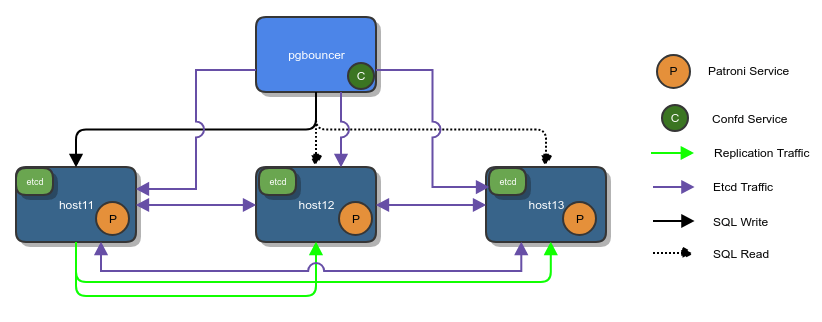 pgbouncer
C
etcd
host11
P
etcd
host12
P
etcd
host13
P
P
Patroni Service
C
Confd Service
Replication Traffic
Etcd Traffic
SQL Write
SQL Read